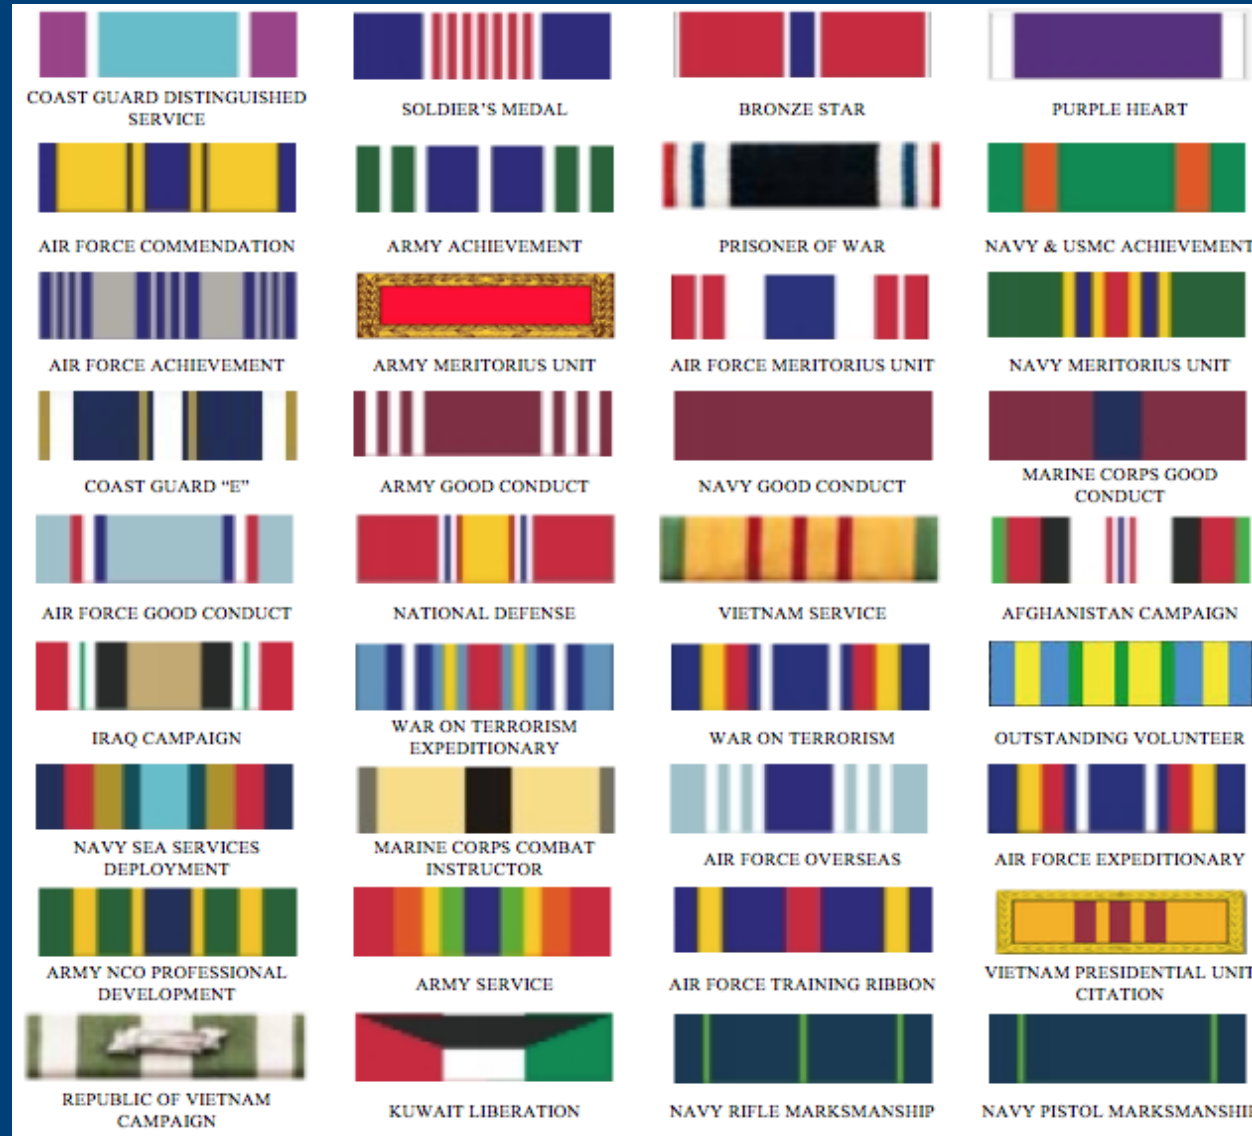 COAST GUARD DISTINGUISHED
SERVICE
SOLDIER'S MEDAL
BRONZE STAR
PURPLE HEART
AIR FORCE COMMENDATION
ARMY ACHIEVEMENT
PRISONER OF WAR
NAVY & USMC ACHIEVEMENT
AIR FORCE ACHIEVEMENT
ARMY MERITORIUS UNIT
AIR FORCE MERITORIUS UNIT
NAVY MERITORIUS UNIT
COAST GUARD "E"
ARMY GOOD CONDUCT
NAVY GOOD CONDUCT
MARINE CORPS GOOD
CONDUCT
AIR FORCE GOOD CONDUCT
NATIONAL DEFENSE
VIETNAM SERVICE
AFGHANISTAN CAMPAIGN
IRAQ CAMPAIGN
WAR ON TERRORISM
EXPEDITIONARY
WAR ON TERRORISM
OUTSTANDING VOLUNTEER
NAVY SEA SERVICES
DEPLOYMENT
MARINE CORPS COMBAT
INSTRUCTOR
AIR FORCE OVERSEAS
AIR FORCE EXPEDITIONARY
ARMY NCO PROFESSIONAL
DEVELOPMENT
ARMY SERVICE
AIR FORCE TRAINING RIBBON
VIETNAM PRESIDENTIAL UNIT
CITATION
REPUBLIC OF VIETNAM
CAMPAIGN
KUWAIT LIBERATION
NAVY RIFLE MARKSMANSHIP
NAVY PISTOL MARKSMANSHIP